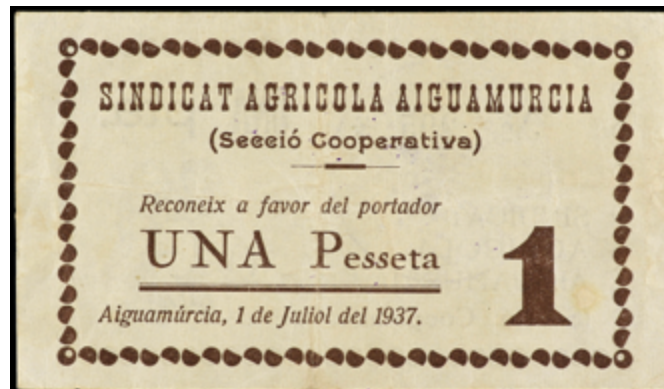 SINDICAT AGRICOLA AIGUAMURCIA
(Secció Cooperativa)
Reconeix a favor del portador
UNA Pesseta
1
Aiguamúrcia, 1 de Juliol del 1937.